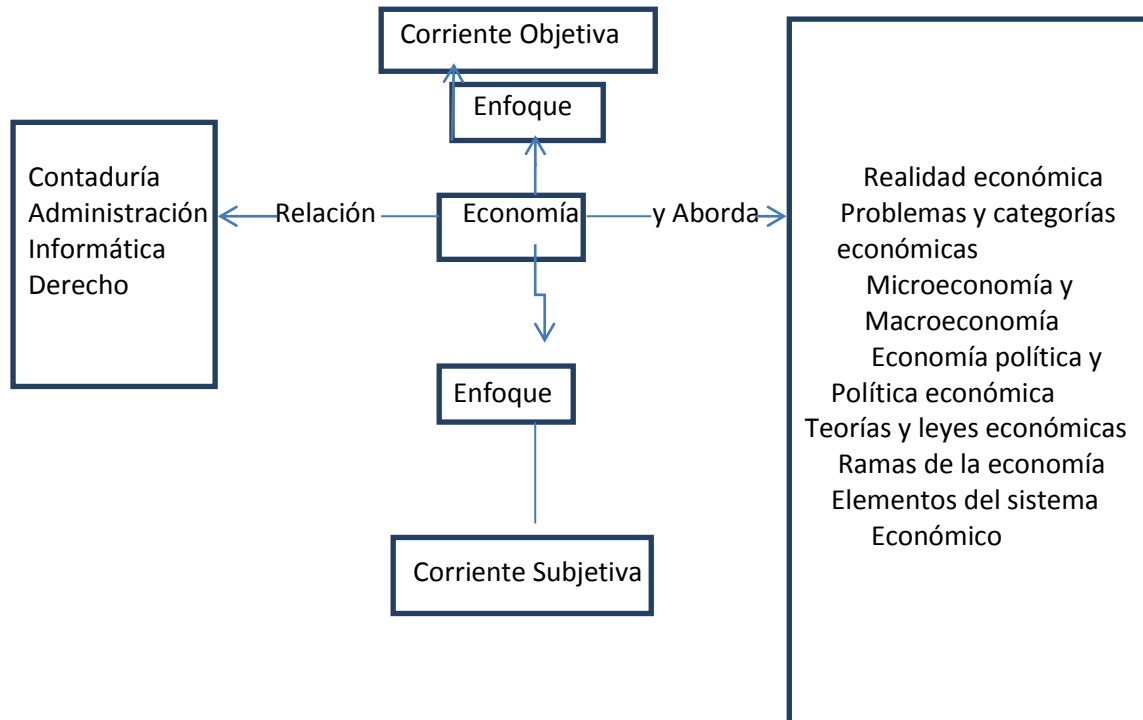 Corriente Objetiva
Enfoque
Contaduría
Administración
Informática
Derecho
Relación
Economía
y Aborda
Realidad económica
Problemas y categorías
económicas
Microeconomía y
Macroeconomía
Economía política y
Política económica
Teorías y leyes económicas
Ramas de la economía
Elementos del sistema
Económico
Enfoque
Corriente Subjetiva